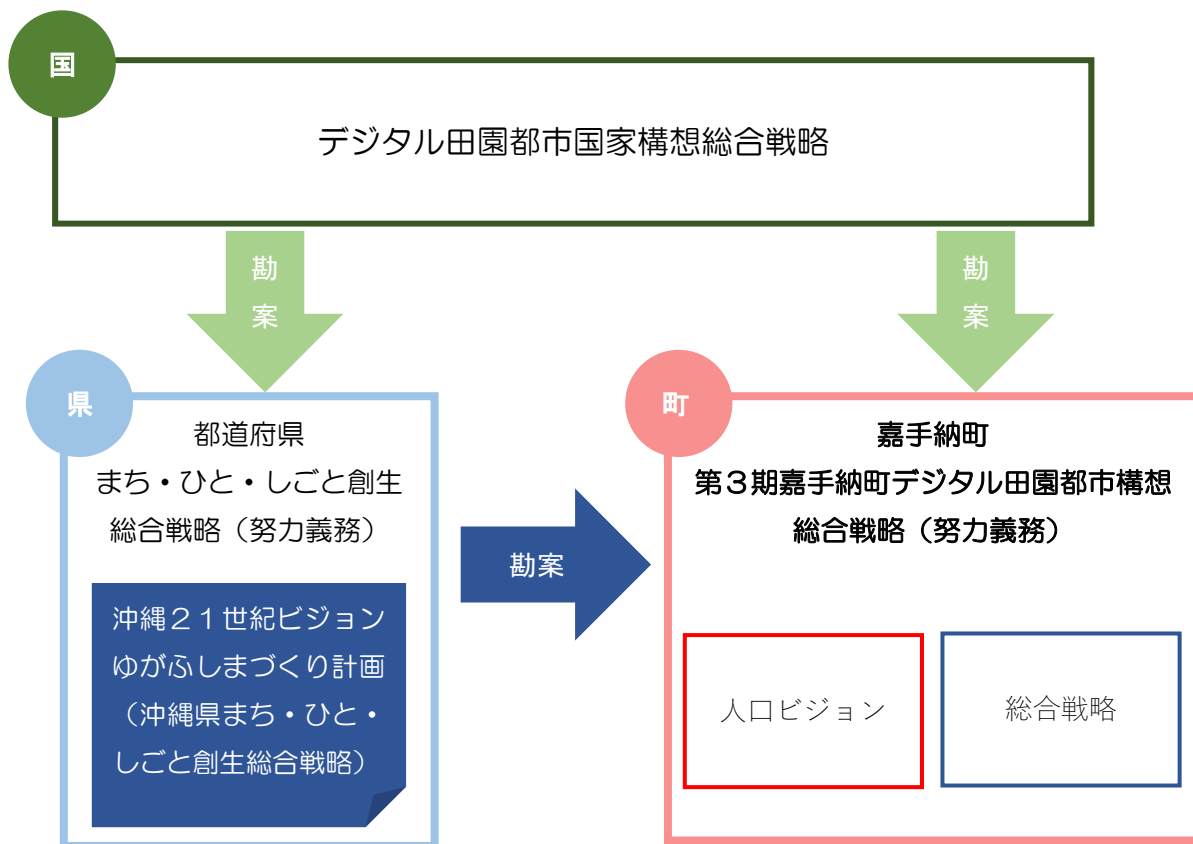 国
デジタル田園都市国家構想総合戦略
勘
案
勘
案
県
都道府県
まち・ひと・しごと創生
総合戦略（努力義務）
沖縄２１世紀ビジョン
ゆがふしまづくり計画
（沖縄県まち・ひと・
しごと創生総合戦略）
勘案
町
嘉手納町
第３期嘉手納町デジタル田園都市構想
総合戦略（努力義務）
人口ビジョン
総合戦略